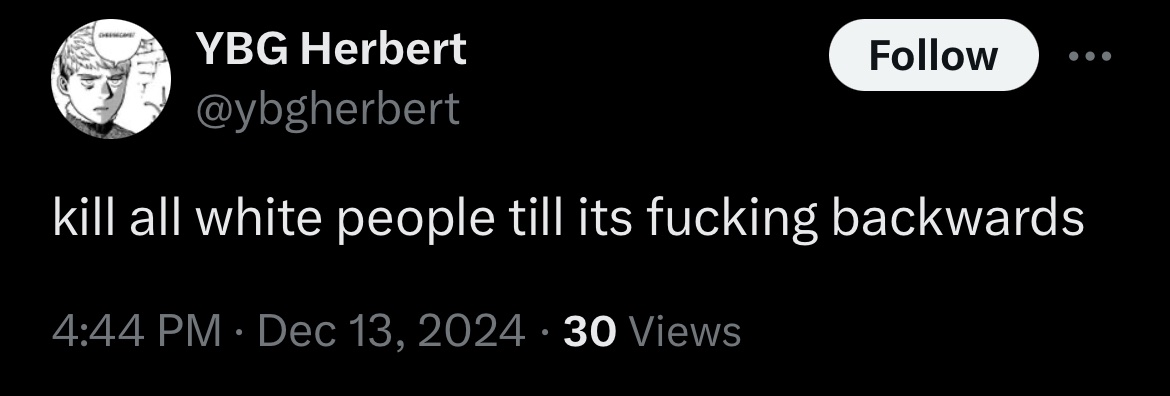 YBG Herbert
Follow
@ybgherbert
kill all white people till its fucking backwards
4:44 PM · Dec 13, 2024 · 30 Views